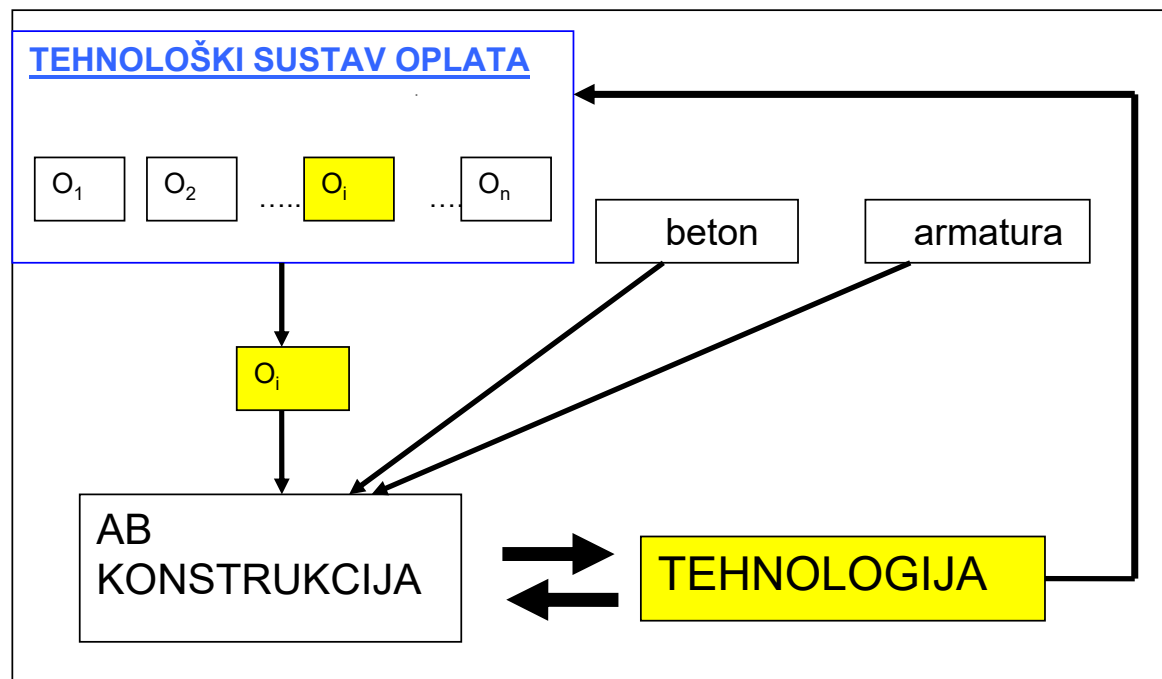 TEHNOLOŠKI SUSTAV OPLATA
O₁ O₂ ..... Oᵢ .... Oₙ
beton armatura
Oᵢ
AB
KONSTRUKCIJA
TEHNOLOGIJA